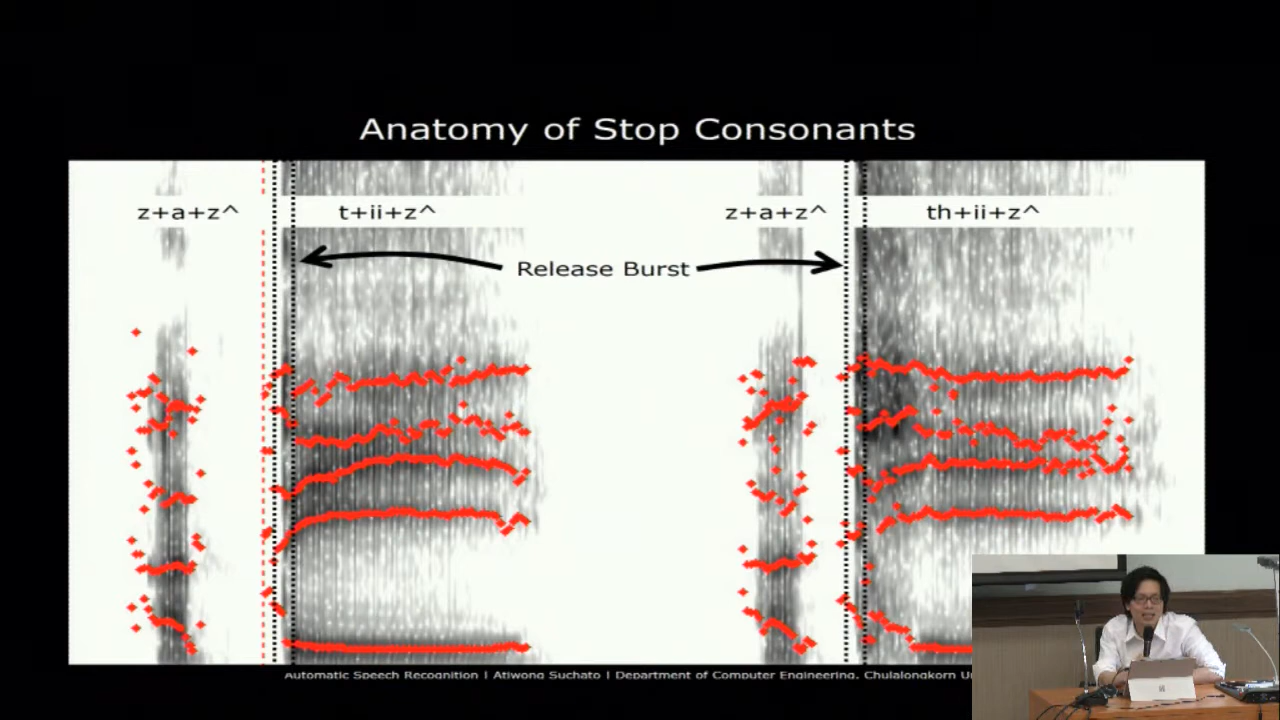 Anatomy of Stop Consonants
z+a+z^ t+ii+z^ z+a+z^ th+ii+z^
Release Burst
Automatic Speech Recognition | Atiwong Suchato | Department of Computer Engineering, Chulalongkorn